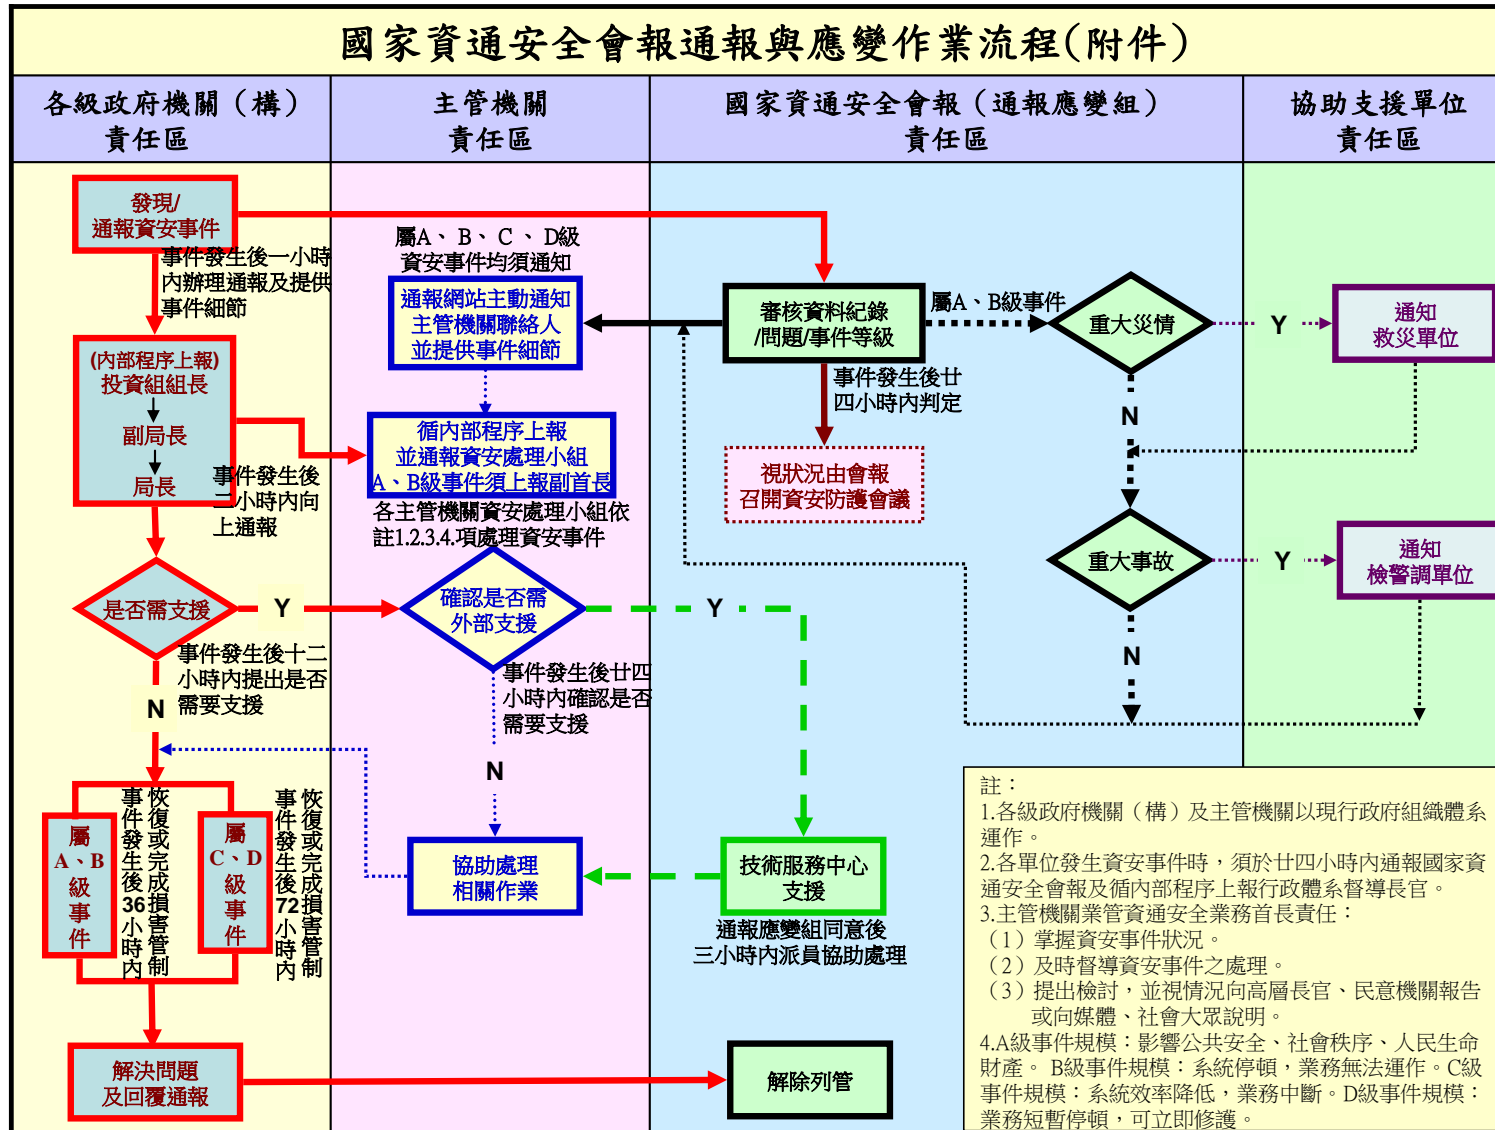 國家資通安全會報通報與應變作業流程(附件)
各級政府機關（構）
責任區
主管機關
責任區
國家資通安全會報（通報應變組）
責任區
協助支援單位
責任區
發現/
通報資安事件
事件發生後一小時
內辦理通報及提供
事件細節
(內部程序上報)
投資組組長
副局長
局長
事件發生後
二小時內向
上通報
是否需支援
Y
事件發生後十二
小時內提出是否
需要支援
N
屬
A、B
級
事
件
事件發生後36小時內
恢復或完成損害管制
屬
C、D
級
事
件
事件發生後72小時內
恢復或完成損害管制
解決問題
及回覆通報
屬A、B、C、D級
資安事件均須通知
通報網站主動通知
主管機關聯絡人
並提供事件細節
循內部程序上報
並通報資安處理小組
A、B級事件須上報副首長
各主管機關資安處理小組依
註1.2.3.4.項處理資安事件
確認是否需
外部支援
Y
事件發生後廿四
小時內確認是否
需要支援
N
協助處理
相關作業
審核資料紀錄
/問題/事件等級
屬A、B級事件
事件發生後廿
四小時內判定
視狀況由會報
召開資安防護會議
技術服務中心
支援
通報應變組同意後
三小時內派員協助處理
解除列管
重大災情
Y
N
重大事故
Y
N
通知
救災單位
通知
檢警調單位
註：
1.各級政府機關（構）及主管機關以現行政府組織體系
運作。
2.各單位發生資安事件時，須於廿四小時內通報國家資
通安全會報及循內部程序上報行政體系督導長官。
3.主管機關業管資通安全業務首長責任：
（1）掌握資安事件狀況。
（2）及時督導資安事件之處理。
（3）提出檢討，並視情況向高層長官、民意機關報告
或向媒體、社會大眾說明。
4.A級事件規模：影響公共安全、社會秩序、人民生命
財產。 B級事件規模：系統停頓，業務無法運作。C級
事件規模：系統效率降低，業務中斷。D級事件規模：
業務短暫停頓，可立即修護。